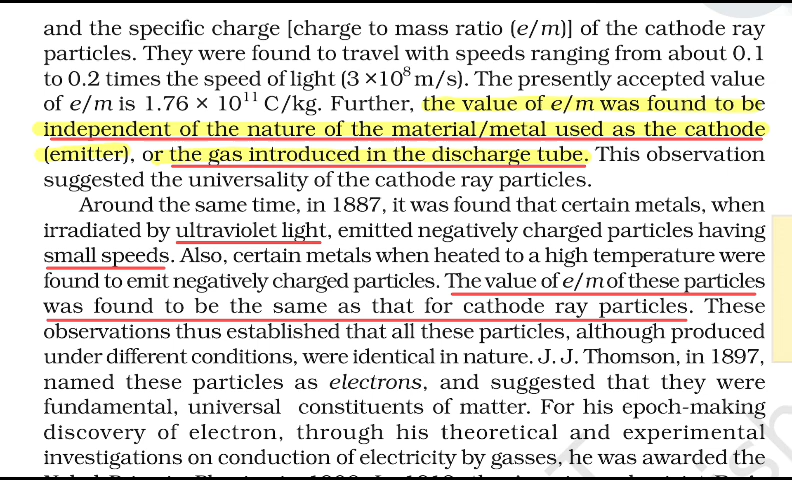 and the specific charge [charge to mass ratio (e/m)] of the cathode ray
particles. They were found to travel with speeds ranging from about 0.1
to 0.2 times the speed of light (3 ×10⁸ m/s). The presently accepted value
of e/m is 1.76 × 10¹¹ C/kg. Further, the value of e/m was found to be
independent of the nature of the material/metal used as the cathode
(emitter), or the gas introduced in the discharge tube. This observation
suggested the universality of the cathode ray particles.
Around the same time, in 1887, it was found that certain metals, when
irradiated by ultraviolet light, emitted negatively charged particles having
small speeds. Also, certain metals when heated to a high temperature were
found to emit negatively charged particles. The value of e/m of these particles
was found to be the same as that for cathode ray particles. These
observations thus established that all these particles, although produced
under different conditions, were identical in nature. J. J. Thomson, in 1897,
named these particles as electrons, and suggested that they were
fundamental, universal constituents of matter. For his epoch-making
discovery of electron, through his theoretical and experimental
investigations on conduction of electricity by gasses, he was awarded the